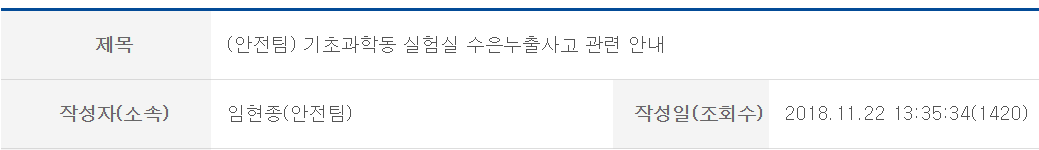 제목 (안전팀) 기초과학동 실험실 수은누출사고 관련 안내
작성자(소속) 임현종(안전팀) 작성일(조회수) 2018.11.22 13:35:34(1420)